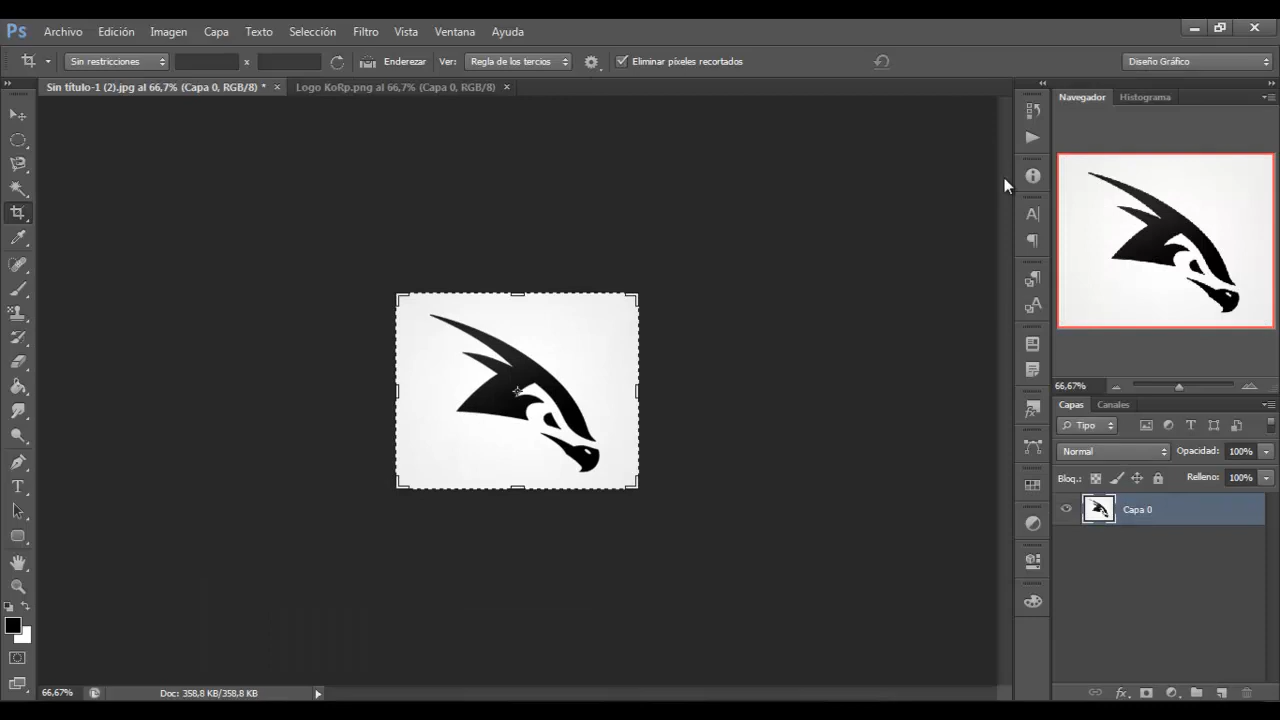 Ps Archivo Edición Imagen Capa Texto Selección Filtro Vista Ventana Ayuda
Sin restricciones x Enderezar Ver: Regla de los tercios Eliminar píxeles recortados Diseño Gráfico
Sin título-1 (2).jpg al 66,7% (Capa 0, RGB/8) * × Logo KoRp.png al 66,7% (Capa 0, RGB/8) ×
Navegador Histograma
66,67%
Capas Canales
Tipo
Normal Opacidad: 100%
Bloq.: Relleno: 100%
Capa 0
66,67% Doc: 358,8 KB/358,8 KB